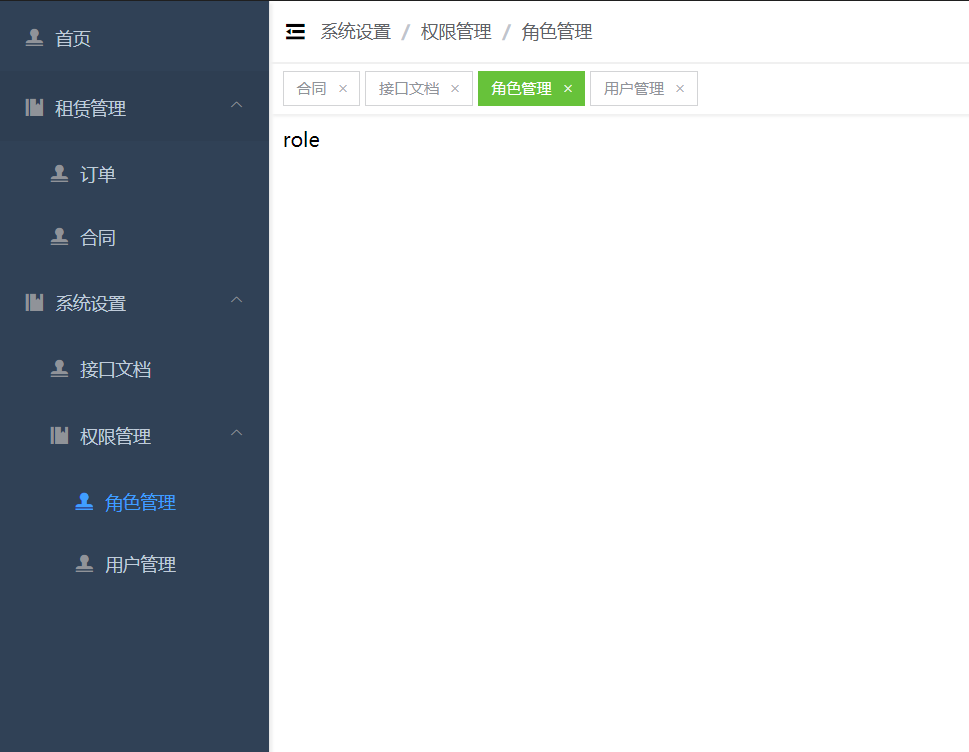 首页
租赁管理
订单
合同
系统设置
接口文档
权限管理
角色管理
用户管理
系统设置 / 权限管理 / 角色管理
合同 × 接口文档 × 角色管理 × 用户管理 ×
role